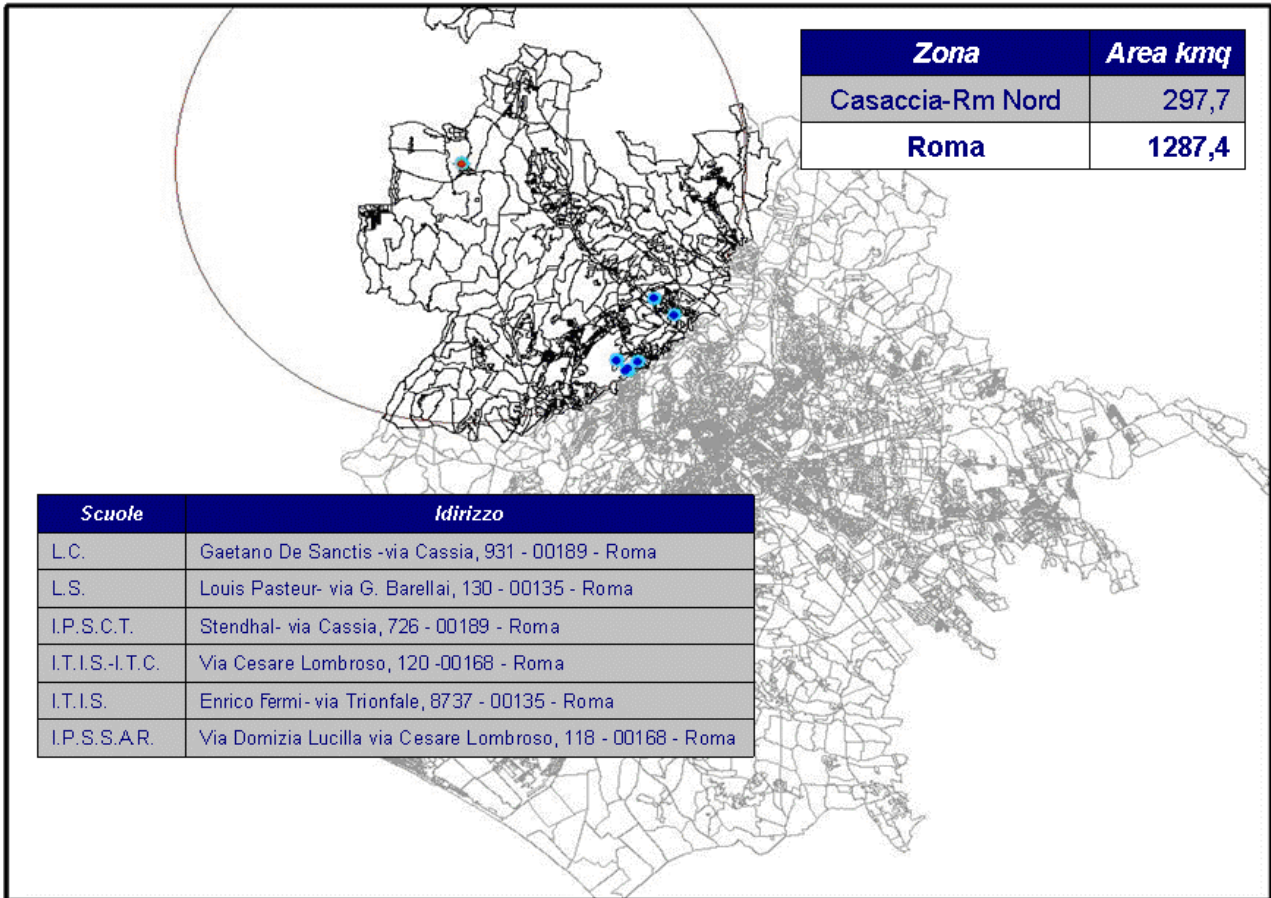 Zona Area kmq
Casaccia-Rm Nord 297,7
Roma 1287,4
Scuole Idirizzo
L.C. Gaetano De Sanctis -via Cassia, 931 - 00189 - Roma
L.S. Louis Pasteur- via G. Barellai, 130 - 00135 - Roma
I.P.S.C.T. Stendhal- via Cassia, 726 - 00189 - Roma
I.T.I.S.-I.T.C. Via Cesare Lombroso, 120 -00168 - Roma
I.T.I.S. Enrico Fermi- via Trionfale, 8737 - 00135 - Roma
I.P.S.S.A.R. Via Domizia Lucilla via Cesare Lombroso, 118 - 00168 - Roma